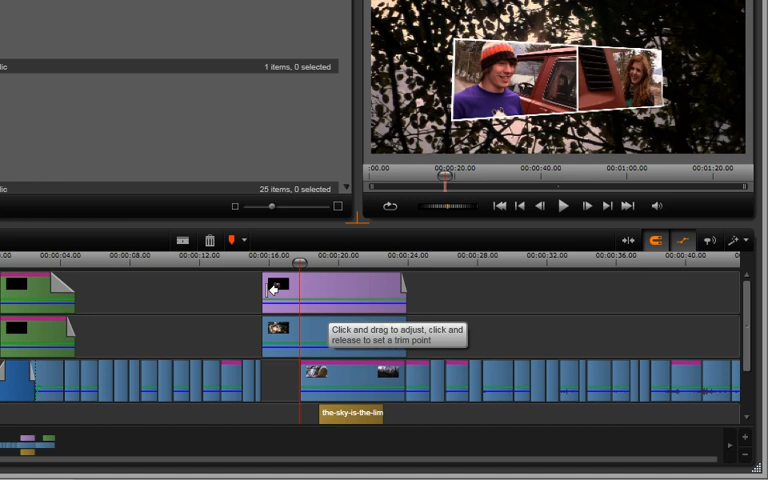 lic
1 items, 0 selected
lic
25 items, 0 selected
:00.00
00:00:20.00
00:00:40.00
00:01:00.00
00:01:20.00
.00
00:00:04.00
00:00:08.00
00:00:12.00
00:00:16.00
00:00:20.00
00:00:24.00
00:00:28.00
00:00:32.00
00:00:36.00
00:00:40.00
Click and drag to adjust, click and
release to set a trim point
the-sky-is-the-lim